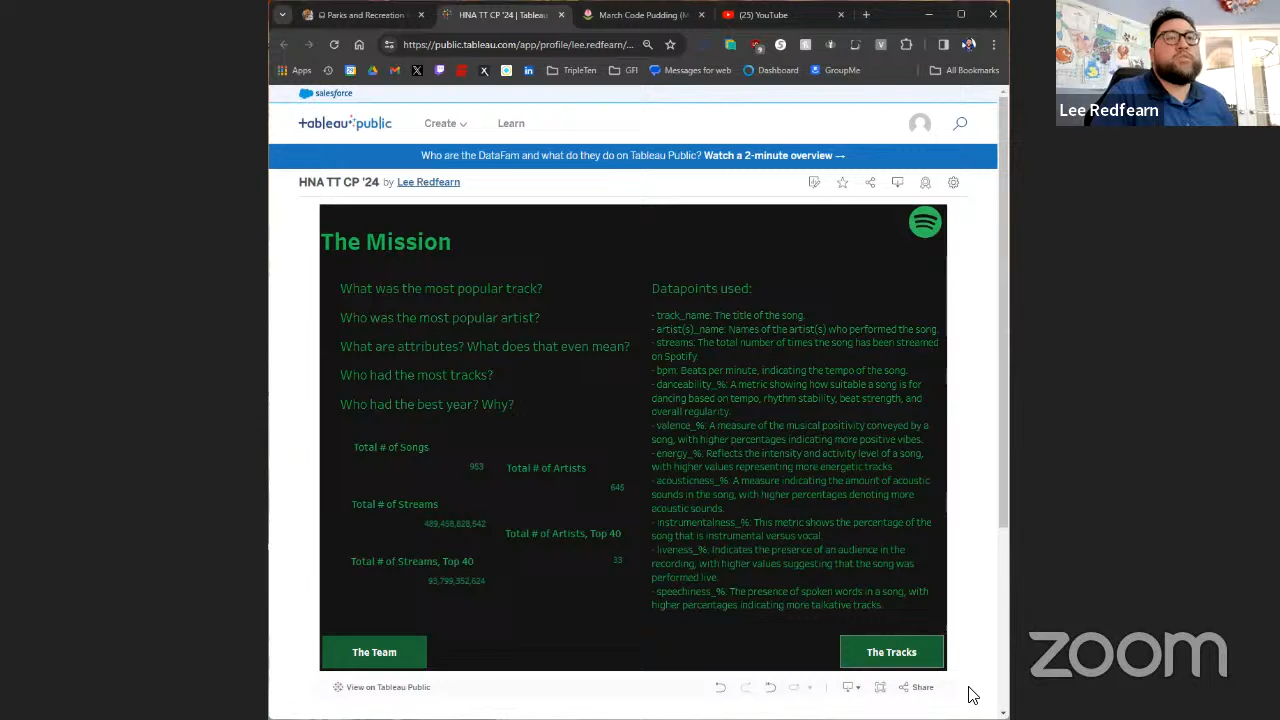 Parks and Recreation
HNA TT CP '24 | Tableau
March Code Pudding (M
(25) YouTube
https://public.tableau.com/app/profile/lee.redfearn/...
Apps
TripleTen
GFI
Messages for web
Dashboard
GroupMe
All Bookmarks
Lee Redfearn
salesforce
tableau public
Create
Learn
Who are the DataFam and what do they do on Tableau Public? Watch a 2-minute overview →
HNA TT CP '24 by Lee Redfearn
The Mission
What was the most popular track?
Who was the most popular artist?
What are attributes? What does that even mean?
Who had the most tracks?
Who had the best year? Why?
Total # of Songs
953
Total # of Artists
645
Total # of Streams
489,458,828,542
Total # of Artists, Top 40
33
Total # of Streams, Top 40
93,799,352,624
Datapoints used:
- track_name: The title of the song.
- artist(s)_name: Names of the artist(s) who performed the song.
- streams: The total number of times the song has been streamed
on Spotify.
- bpm: Beats per minute, indicating the tempo of the song.
- danceability_%: A metric showing how suitable a song is for
dancing based on tempo, rhythm stability, beat strength, and
overall regularity.
- valence_%: A measure of the musical positivity conveyed by a
song, with higher percentages indicating more positive vibes.
- energy_%: Reflects the intensity and activity level of a song,
with higher values representing more energetic tracks
- acousticness_%: A measure indicating the amount of acoustic
sounds in the song, with higher percentages denoting more
acoustic sounds.
- instrumentalness_%: This metric shows the percentage of the
song that is instrumental versus vocal.
- liveness_%: Indicates the presence of an audience in the
recording, with higher values suggesting that the song was
performed live.
- speechiness_%: The presence of spoken words in a song, with
higher percentages indicating more talkative tracks.
The Team
The Tracks
View on Tableau Public
Share
zoom